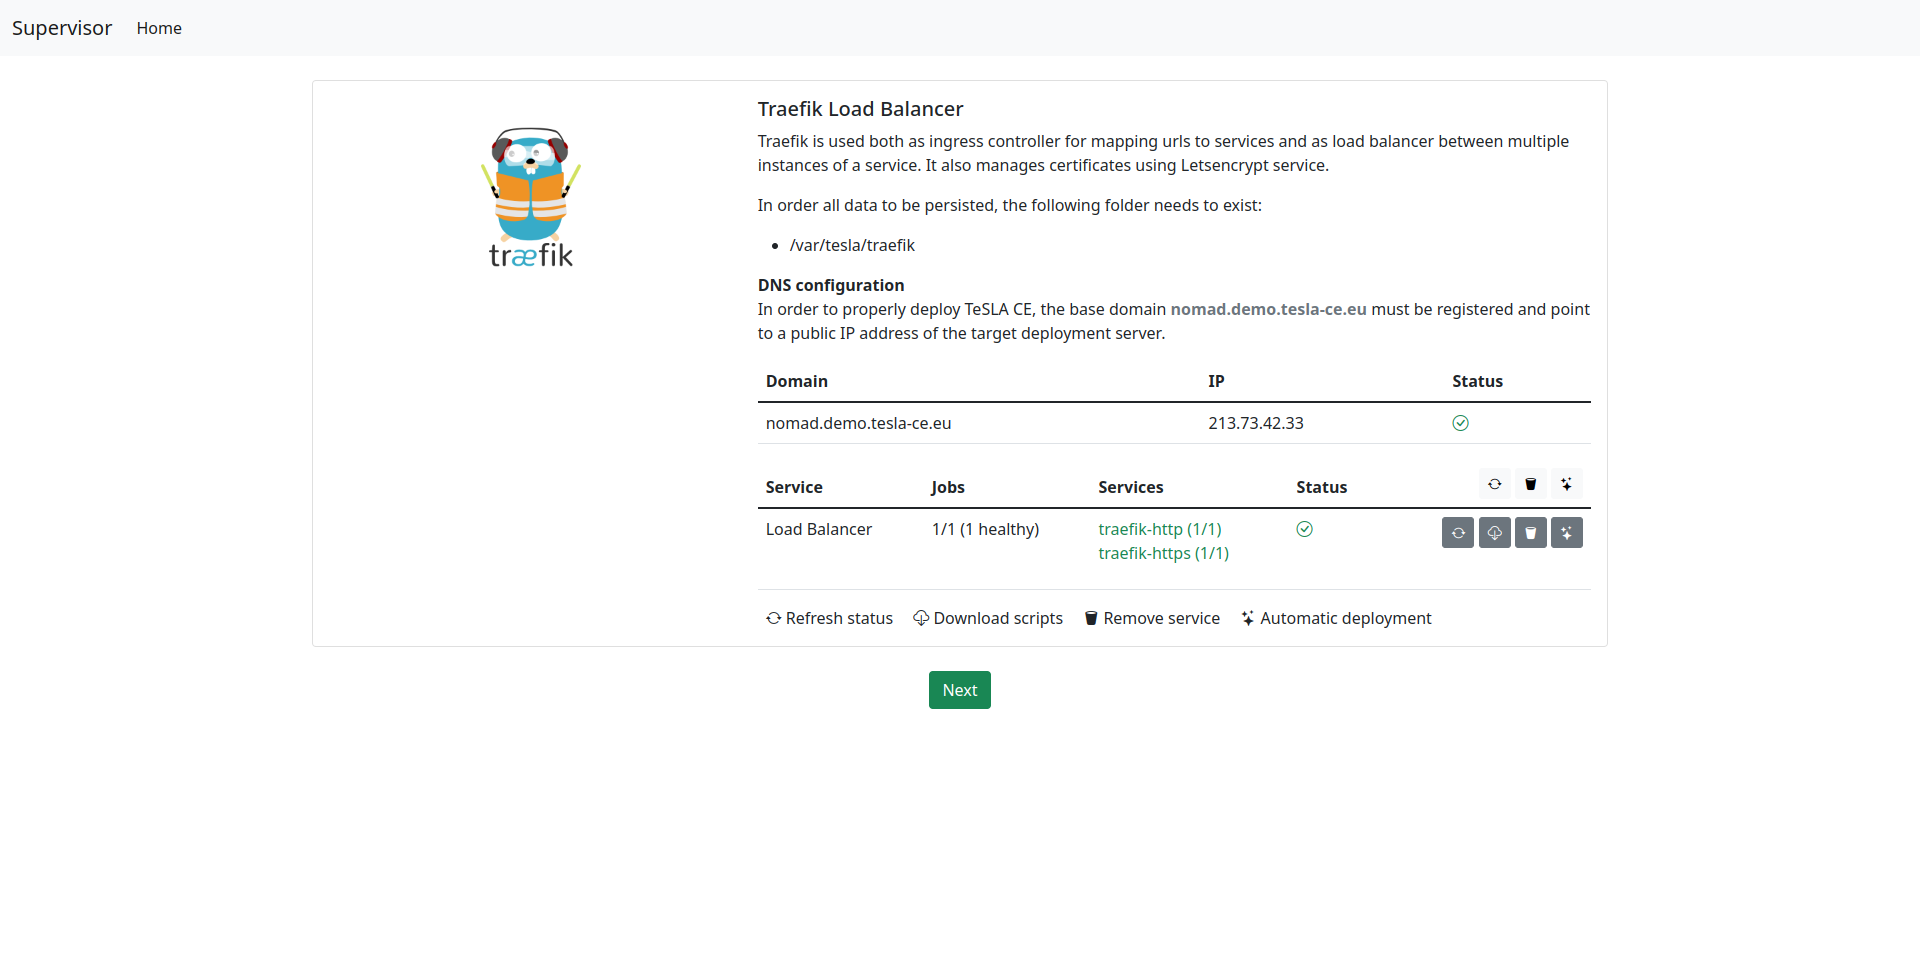 Supervisor Home
Traefik Load Balancer
Traefik is used both as ingress controller for mapping urls to services and as load balancer between multiple
instances of a service. It also manages certificates using Letsencrypt service.
In order all data to be persisted, the following folder needs to exist:
/var/tesla/traefik
DNS configuration
In order to properly deploy TeSLA CE, the base domain nomad.demo.tesla-ce.eu must be registered and point
to a public IP address of the target deployment server.
Domain IP Status
nomad.demo.tesla-ce.eu 213.73.42.33
Service Jobs Services Status
Load Balancer 1/1 (1 healthy) traefik-http (1/1)
traefik-https (1/1)
Refresh status Download scripts Remove service Automatic deployment
Next
træfik